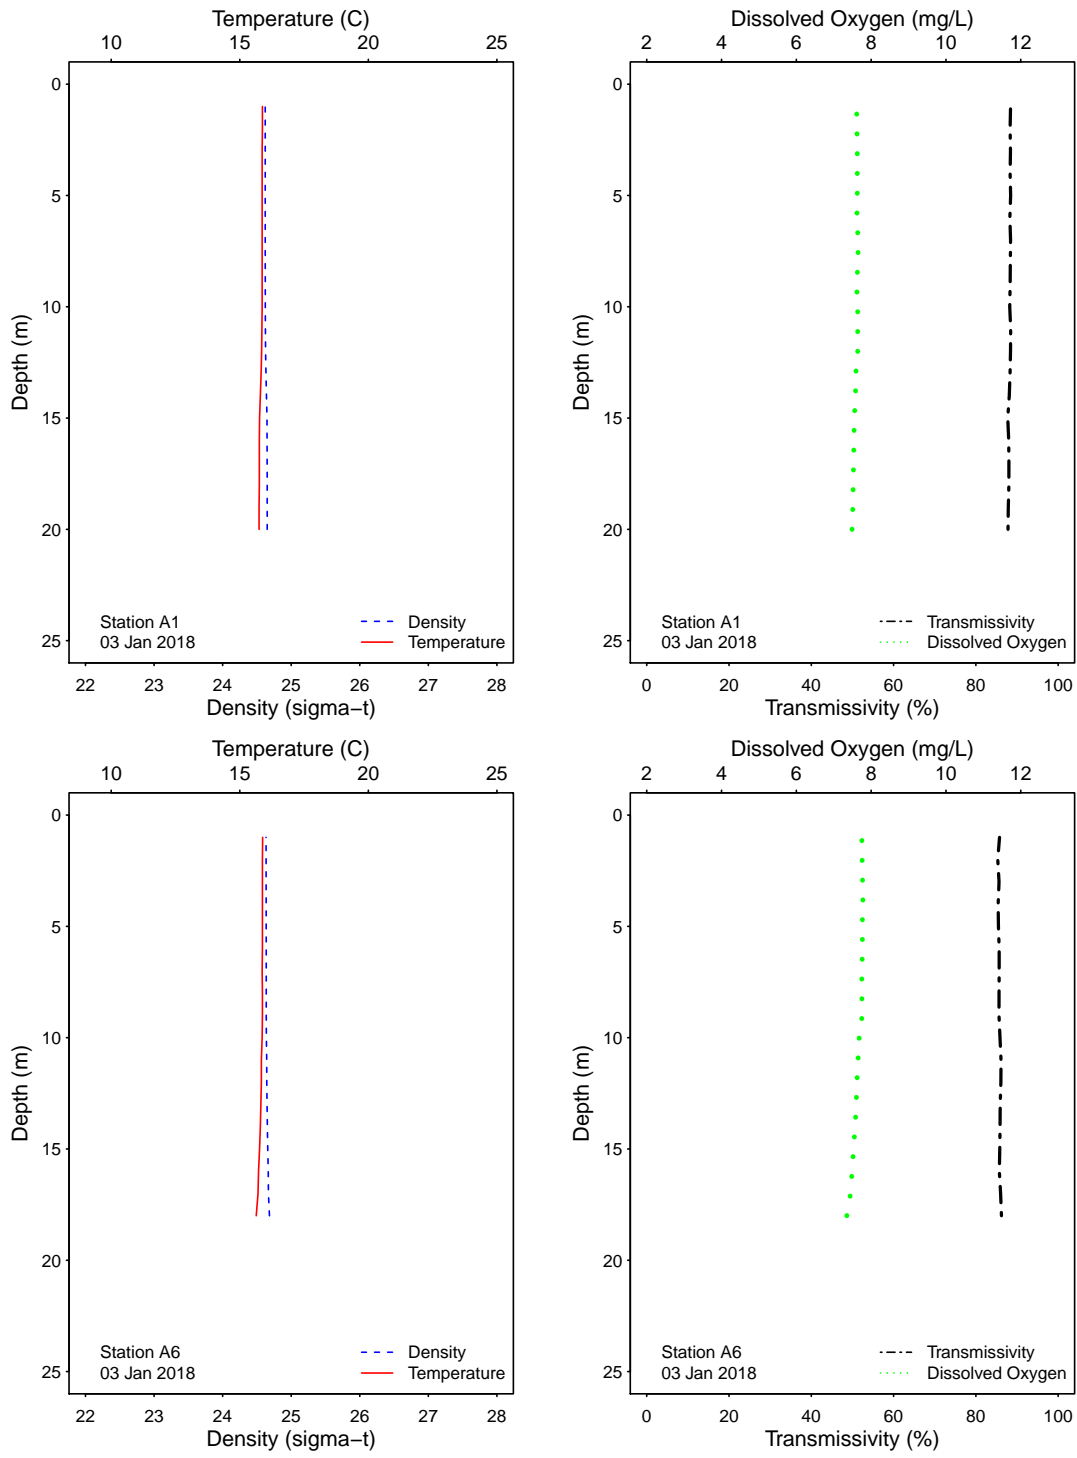 Temperature (C)
10 15 20 25
0
5
10
15
20
25
Depth (m)
Station A1
03 Jan 2018
Density
Temperature
22 23 24 25 26 27 28
Density (sigma−t)
Dissolved Oxygen (mg/L)
2 4 6 8 10 12
0
5
10
15
20
25
Depth (m)
Station A1
03 Jan 2018
Transmissivity
Dissolved Oxygen
0 20 40 60 80 100
Transmissivity (%)
Temperature (C)
10 15 20 25
0
5
10
15
20
25
Depth (m)
Station A6
03 Jan 2018
Density
Temperature
22 23 24 25 26 27 28
Density (sigma−t)
Dissolved Oxygen (mg/L)
2 4 6 8 10 12
0
5
10
15
20
25
Depth (m)
Station A6
03 Jan 2018
Transmissivity
Dissolved Oxygen
0 20 40 60 80 100
Transmissivity (%)